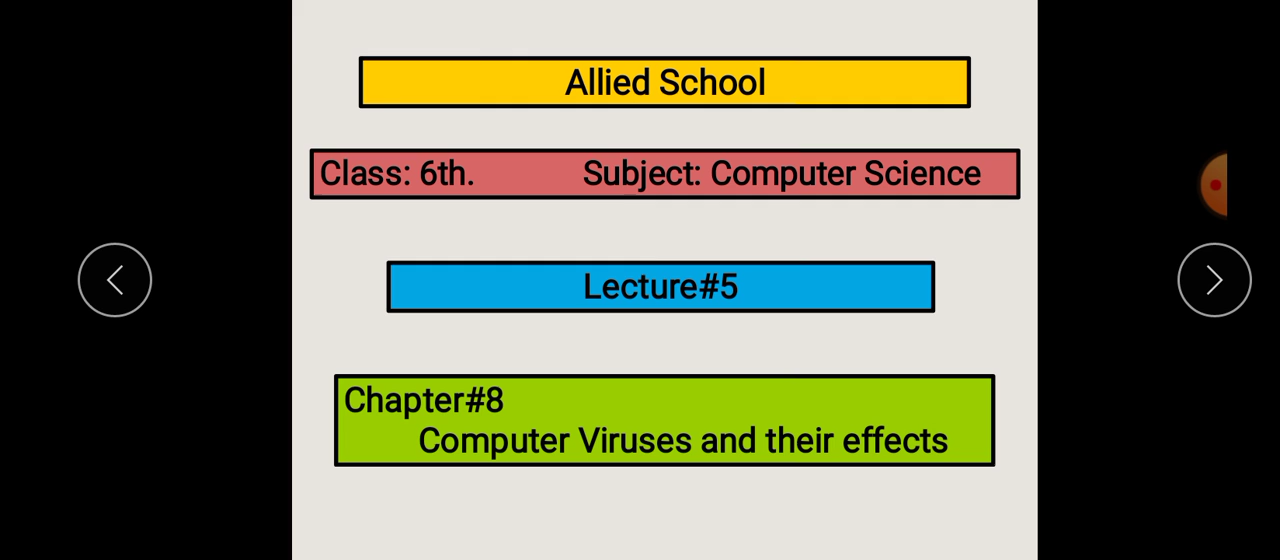 Allied School
Class: 6th. Subject: Computer Science
Lecture#5
Chapter#8
Computer Viruses and their effects